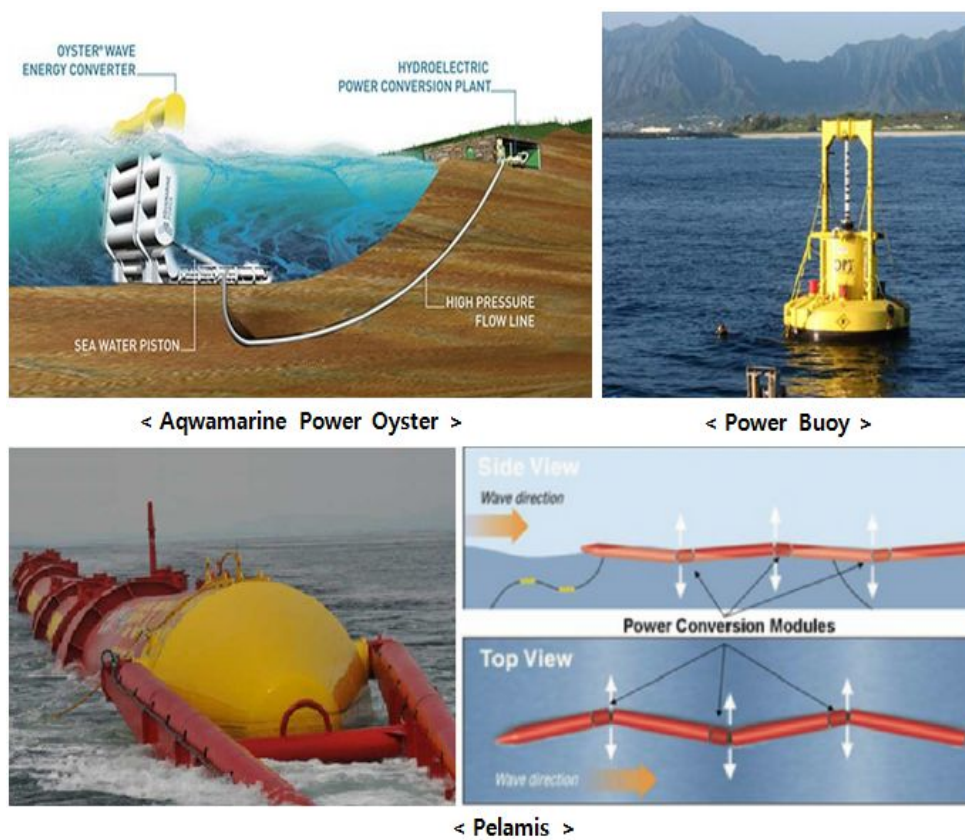 OYSTER® WAVE
ENERGY CONVERTER
HYDROELECTRIC
POWER CONVERSION PLANT
HIGH PRESSURE
FLOW LINE
SEA WATER PISTON
< Aqwamarine Power Oyster >
OPT
< Power Buoy >
Side View
Wave direction
Power Conversion Modules
Top View
Wave direction
< Pelamis >